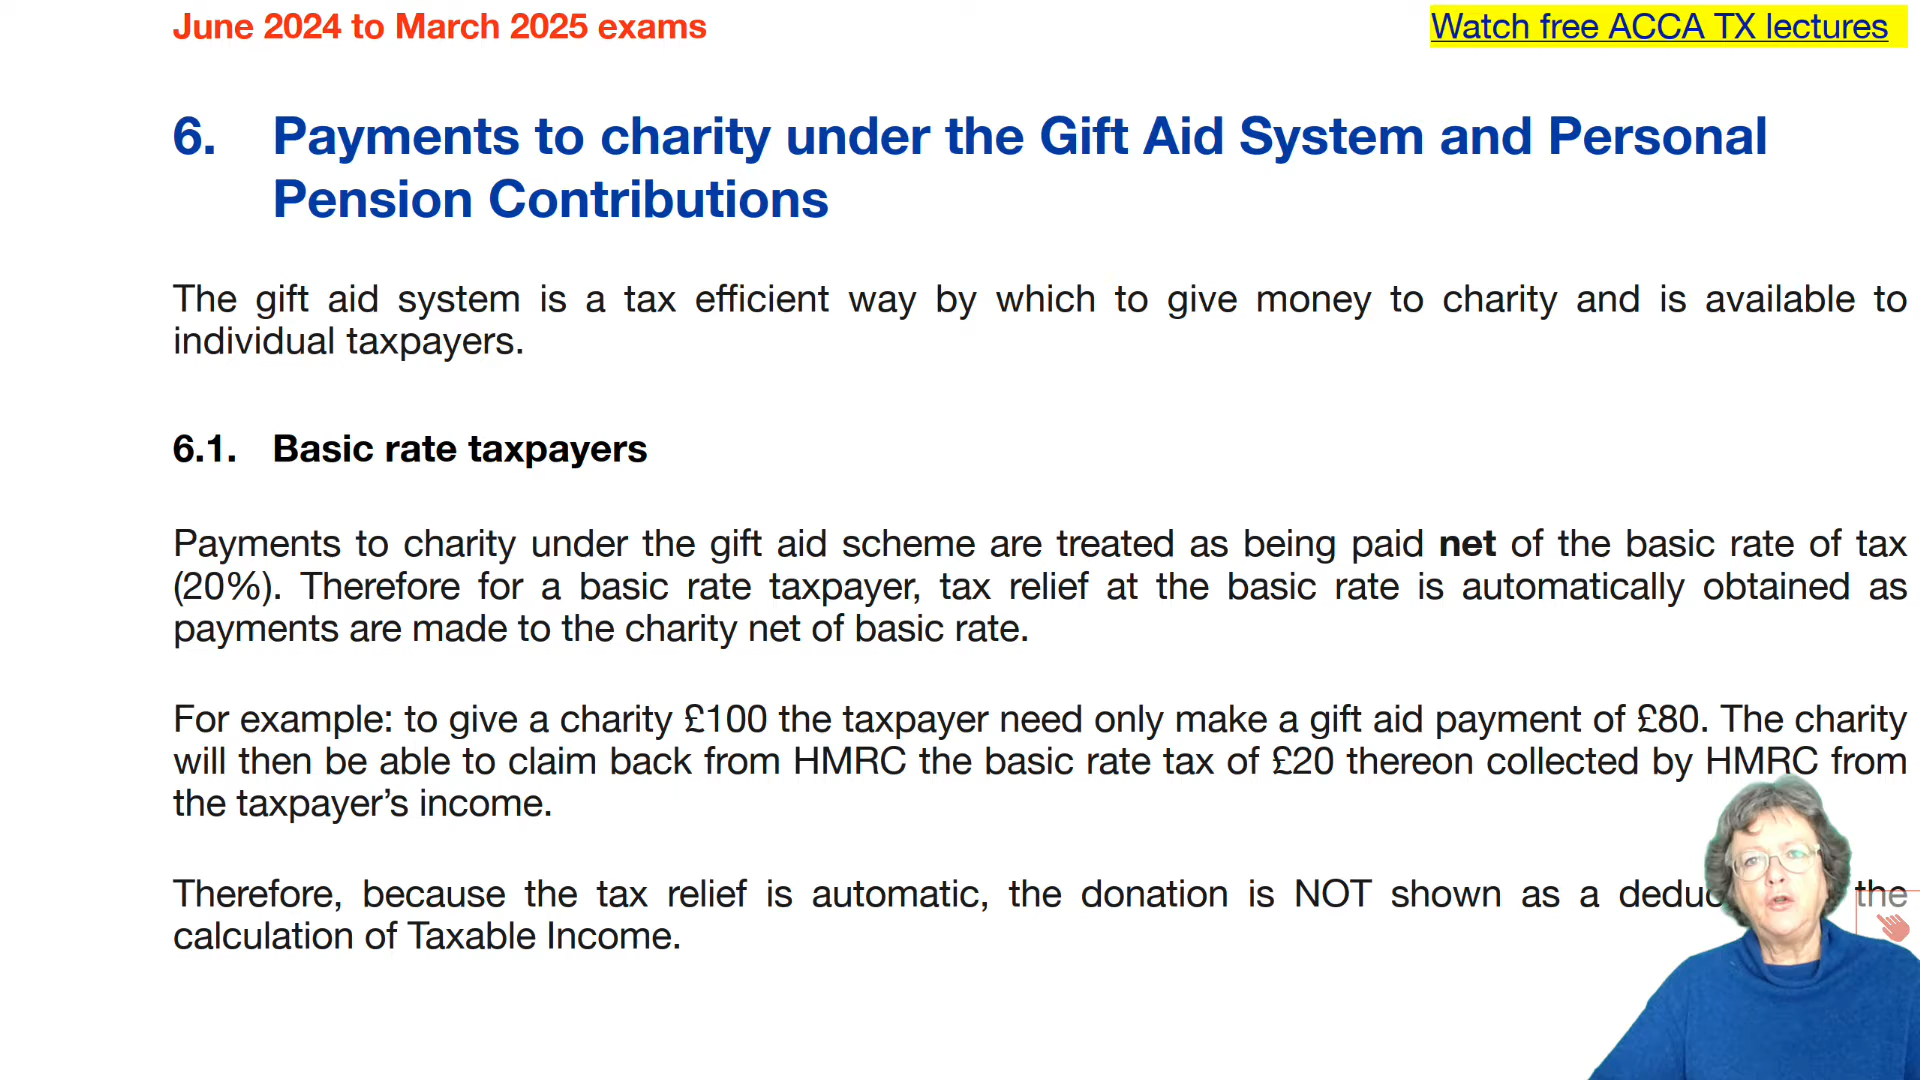 June 2024 to March 2025 exams
Watch free ACCA TX lectures
6. Payments to charity under the Gift Aid System and Personal
Pension Contributions
The gift aid system is a tax efficient way by which to give money to charity and is available to
individual taxpayers.
6.1. Basic rate taxpayers
Payments to charity under the gift aid scheme are treated as being paid net of the basic rate of tax
(20%). Therefore for a basic rate taxpayer, tax relief at the basic rate is automatically obtained as
payments are made to the charity net of basic rate.
For example: to give a charity £100 the taxpayer need only make a gift aid payment of £80. The charity
will then be able to claim back from HMRC the basic rate tax of £20 thereon collected by HMRC from
the taxpayer’s income.
Therefore, because the tax relief is automatic, the donation is NOT shown as a the
calculation of Taxable Income.